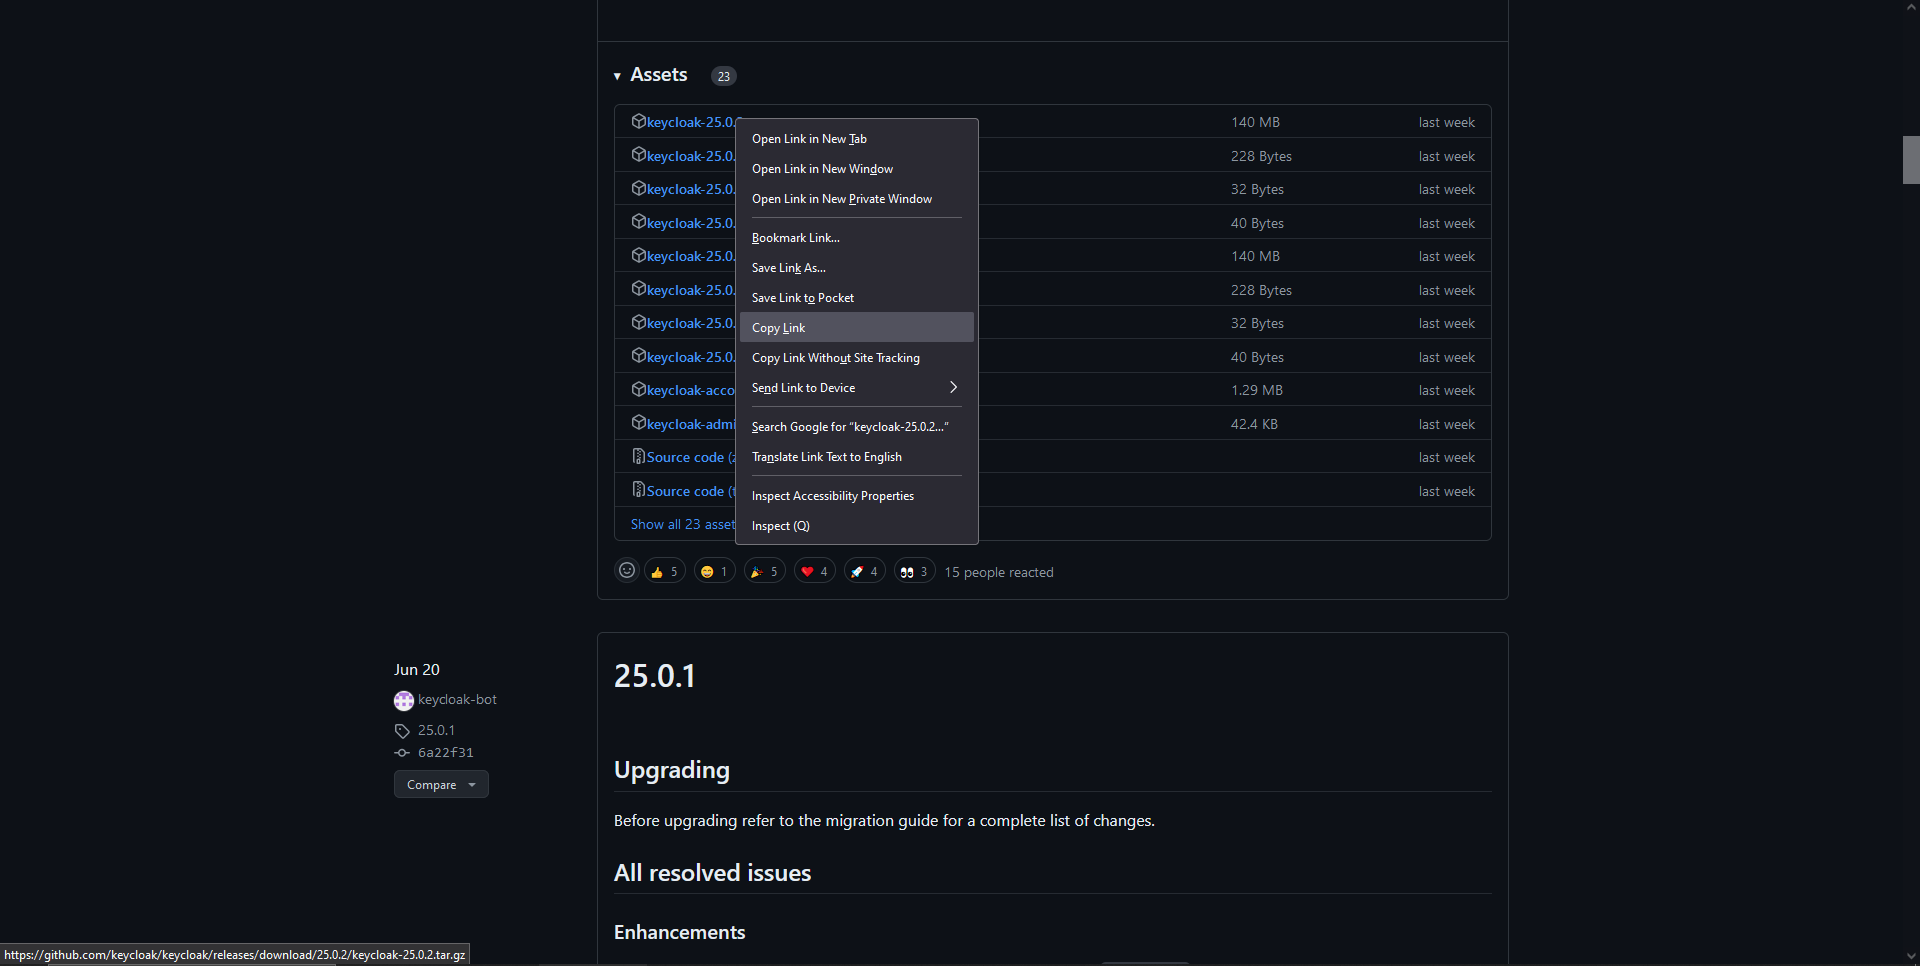 Assets 23
keycloak-25.0. 140 MB last week
keycloak-25.0. 228 Bytes last week
keycloak-25.0. 32 Bytes last week
keycloak-25.0. 40 Bytes last week
keycloak-25.0. 140 MB last week
keycloak-25.0. 228 Bytes last week
keycloak-25.0. 32 Bytes last week
keycloak-25.0. 40 Bytes last week
keycloak-acco 1.29 MB last week
keycloak-admi 42.4 KB last week
Source code (z last week
Source code (t last week
Show all 23 asset
Open Link in New Tab
Open Link in New Window
Open Link in New Private Window
Bookmark Link...
Save Link As...
Save Link to Pocket
Copy Link
Copy Link Without Site Tracking
Send Link to Device
Search Google for “keycloak-25.0.2...”
Translate Link Text to English
Inspect Accessibility Properties
Inspect (Q)
5 1 5 4 4 3 15 people reacted
Jun 20
keycloak-bot
25.0.1
6a22f31
Compare
25.0.1
Upgrading
Before upgrading refer to the migration guide for a complete list of changes.
All resolved issues
Enhancements
https://github.com/keycloak/keycloak/releases/download/25.0.2/keycloak-25.0.2.tar.gz